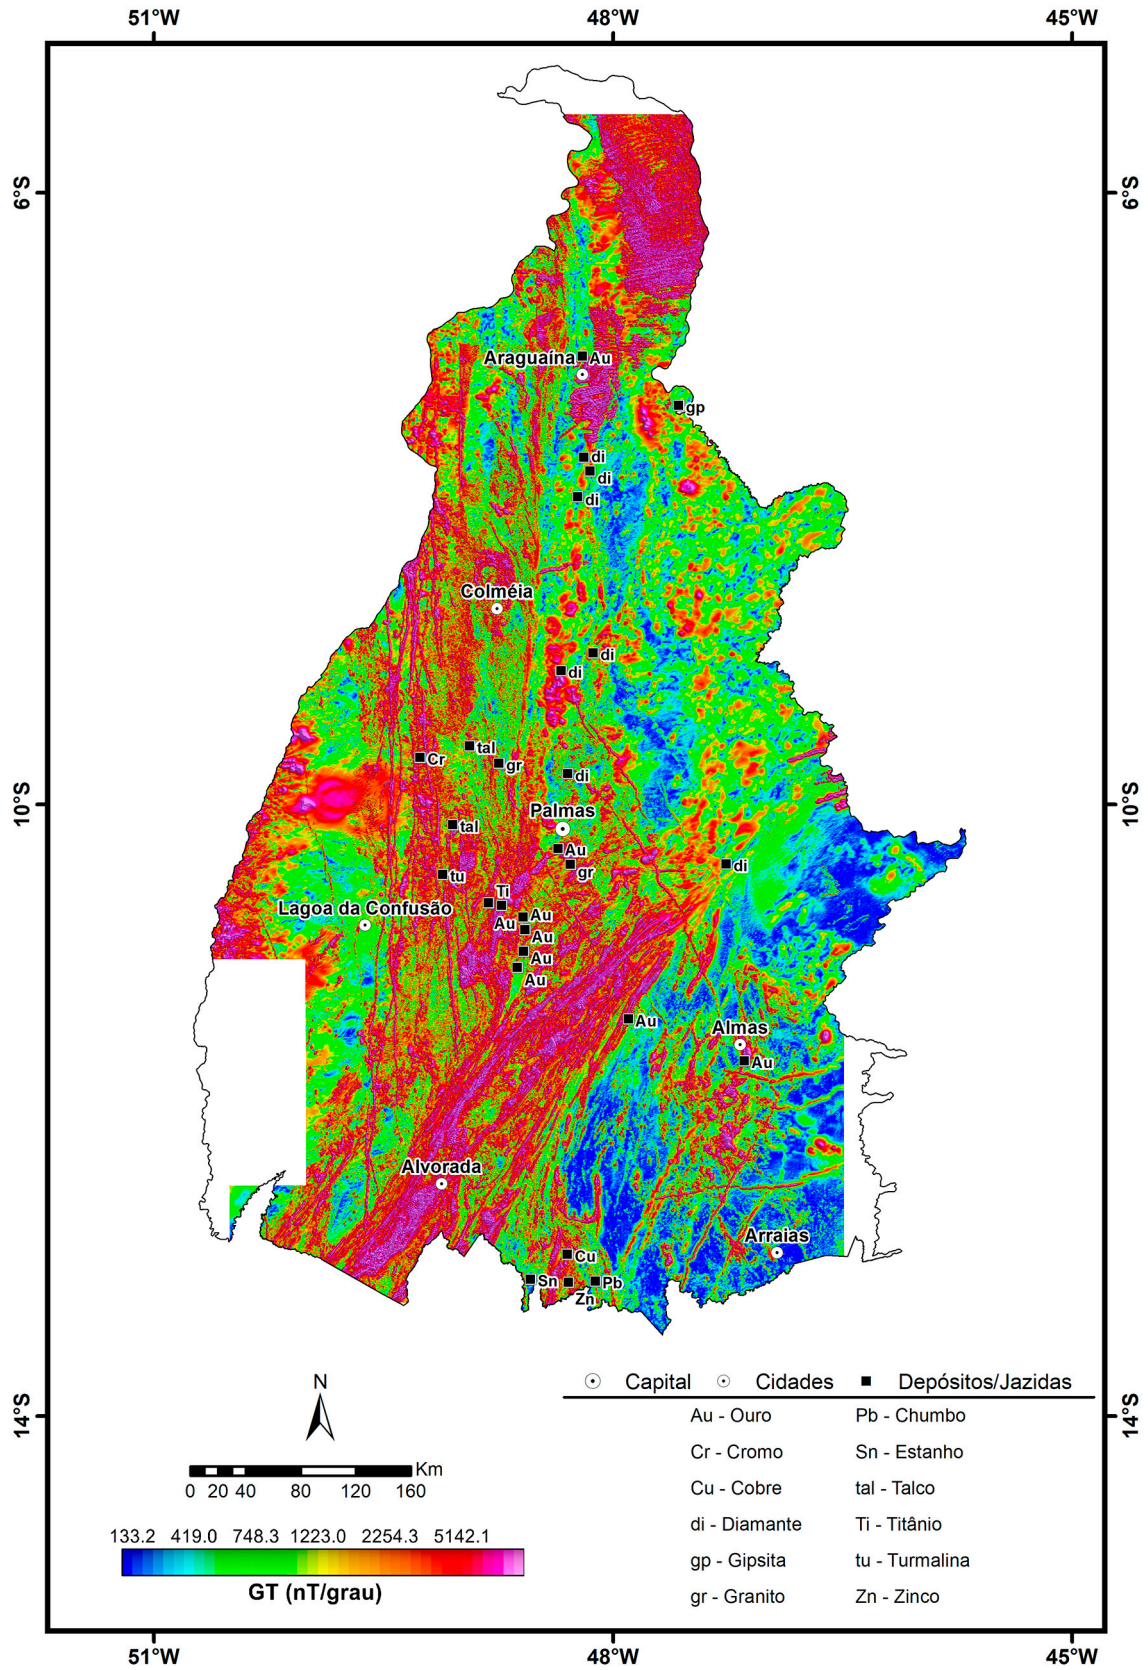 51°W 48°W 45°W
6°S 6°S
Araguaína Au
gp
di
di
di
Colméia
di
di
tal
Cr gr
di
10°S 10°S
Palmas
tal
Au
gr di
tu
Ti
Lagoa da Confusão
Au Au
Au
Au
Au
Au
Almas
Au
Alvorada
Arraias
Cu
Sn Pb
Zn
N
Capital Cidades Depósitos/Jazidas
14°S 14°S
Au - Ouro Pb - Chumbo
Cr - Cromo Sn - Estanho
Km
0 20 40 80 120 160
Cu - Cobre tal - Talco
di - Diamante Ti - Titânio
133.2 419.0 748.3 1223.0 2254.3 5142.1
GT (nT/grau)
gp - Gipsita tu - Turmalina
gr - Granito Zn - Zinco
51°W 48°W 45°W